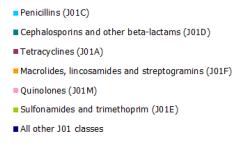 Penicillins (J01C)
Cephalosporins and other beta-lactams (J01D)
Tetracyclines (J01A)
Macrolides, lincosamides and streptogramins (J01F)
Quinolones (J01M)
Sulfonamides and trimethoprim (J01E)
All other J01 classes